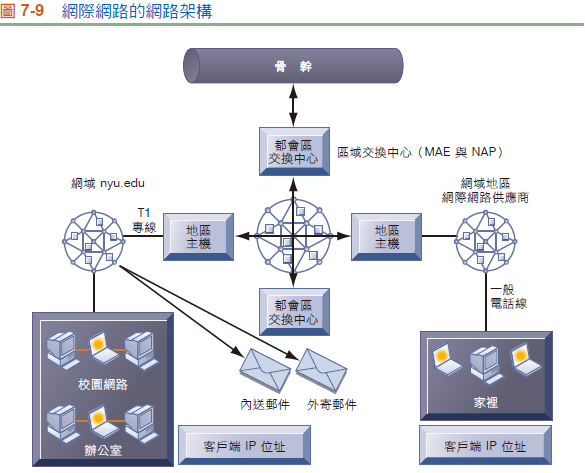 圖 7-9 網際網路的網路架構
骨 幹
都會區
交換中心
區域交換中心（MAE 與 NAP）
網域 nyu.edu
網域地區
網際網路供應商
T1
專線
地區
主機
地區
主機
都會區
交換中心
一般
電話線
校園網路
辦公室
內送郵件
外寄郵件
家裡
客戶端 IP 位址
客戶端 IP 位址